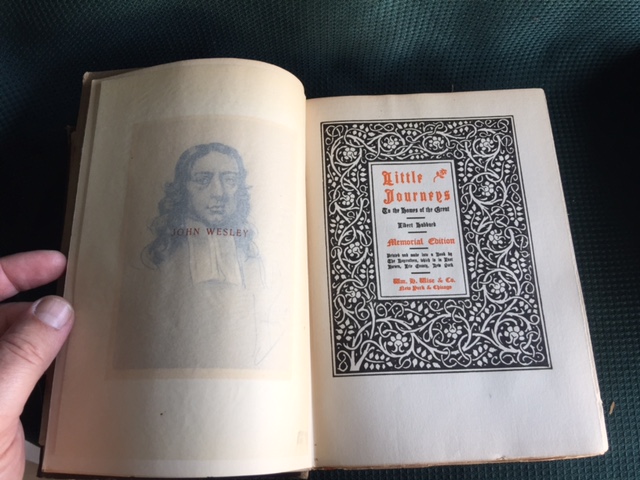 JOHN WESLEY
Little
Journeys
To the Homes of the Great
Elbert Hubbard
Memorial Edition
Printed and made into a Book by
The Roycrofters, which is in East
Aurora, Erie County, New York
Wm. H. Wise & Co.
New York & Chicago